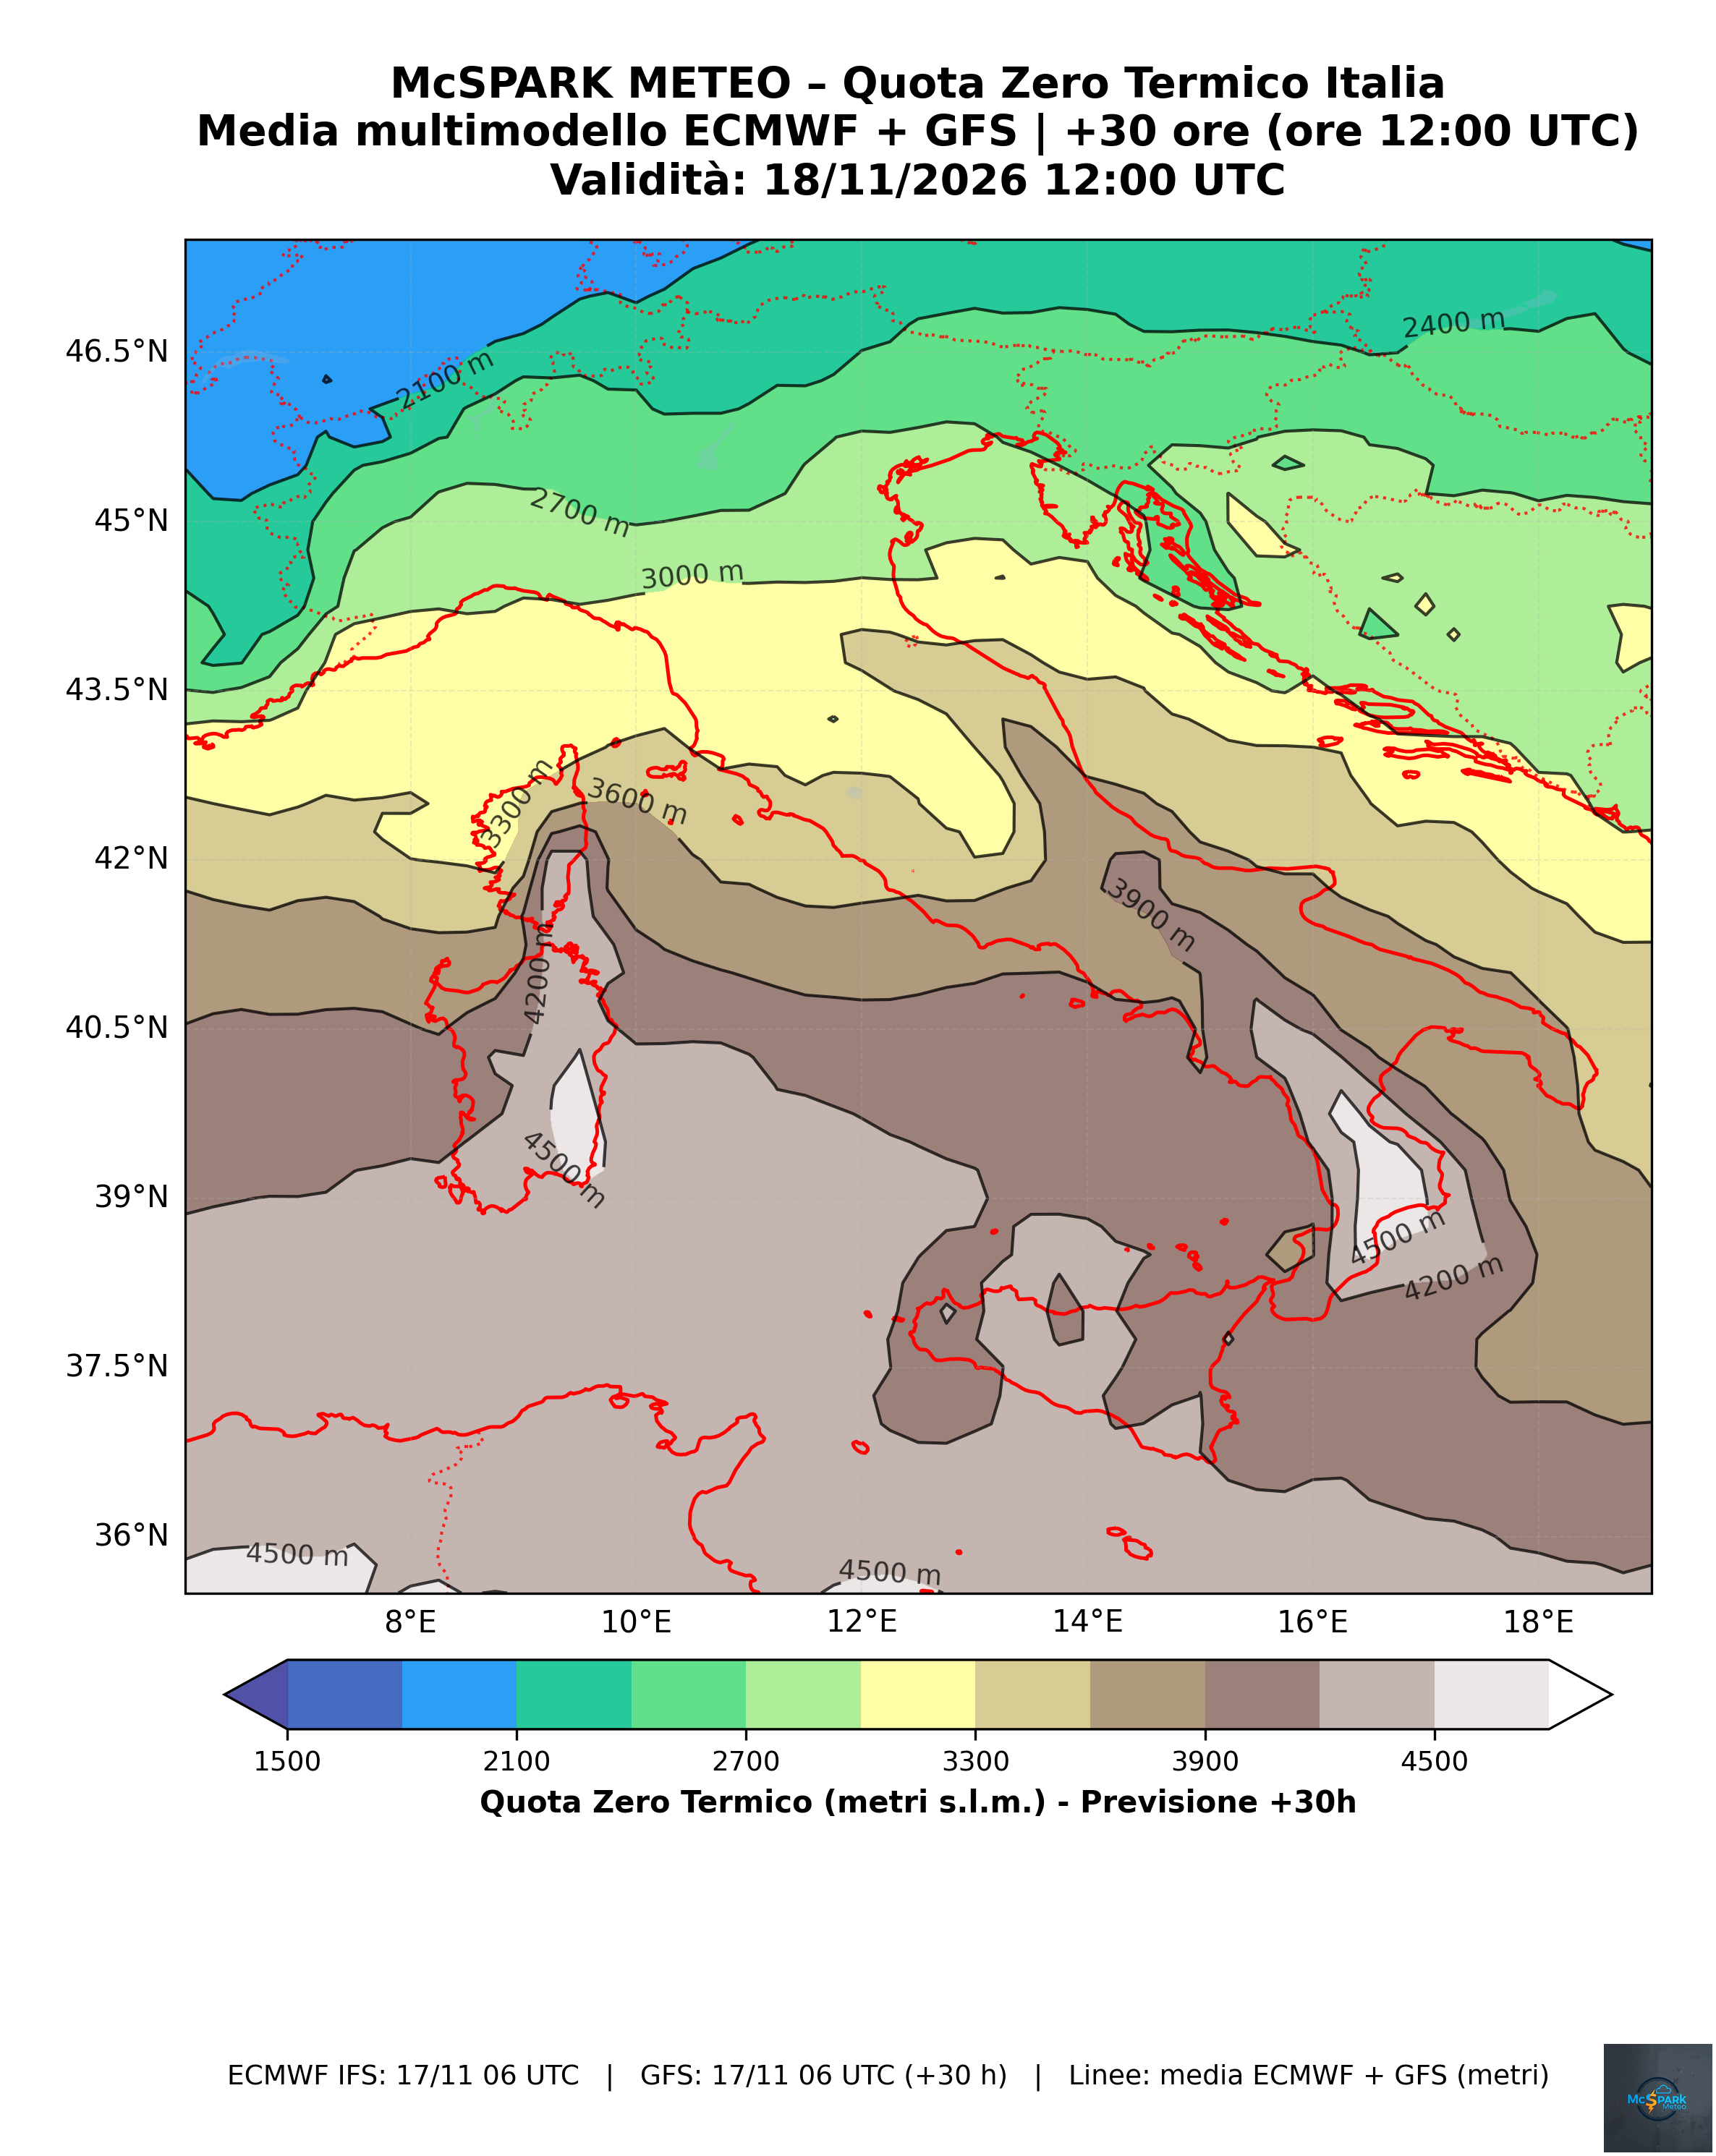 McSPARK METEO – Quota Zero Termico Italia
Media multimodello ECMWF + GFS | +30 ore (ore 12:00 UTC)
Validità: 18/11/2026 12:00 UTC
2400 m
46.5°N
2100 m
2700 m
45°N
3000 m
43.5°N
3300 m
3600 m
42°N
3900 m
4200 m
40.5°N
4500 m
39°N
4500 m
4200 m
37.5°N
36°N
4500 m
4500 m
8°E 10°E 12°E 14°E 16°E 18°E
1500 2100 2700 3300 3900 4500
Quota Zero Termico (metri s.l.m.) - Previsione +30h
ECMWF IFS: 17/11 06 UTC | GFS: 17/11 06 UTC (+30 h) | Linee: media ECMWF + GFS (metri)
McSPARK
Meteo